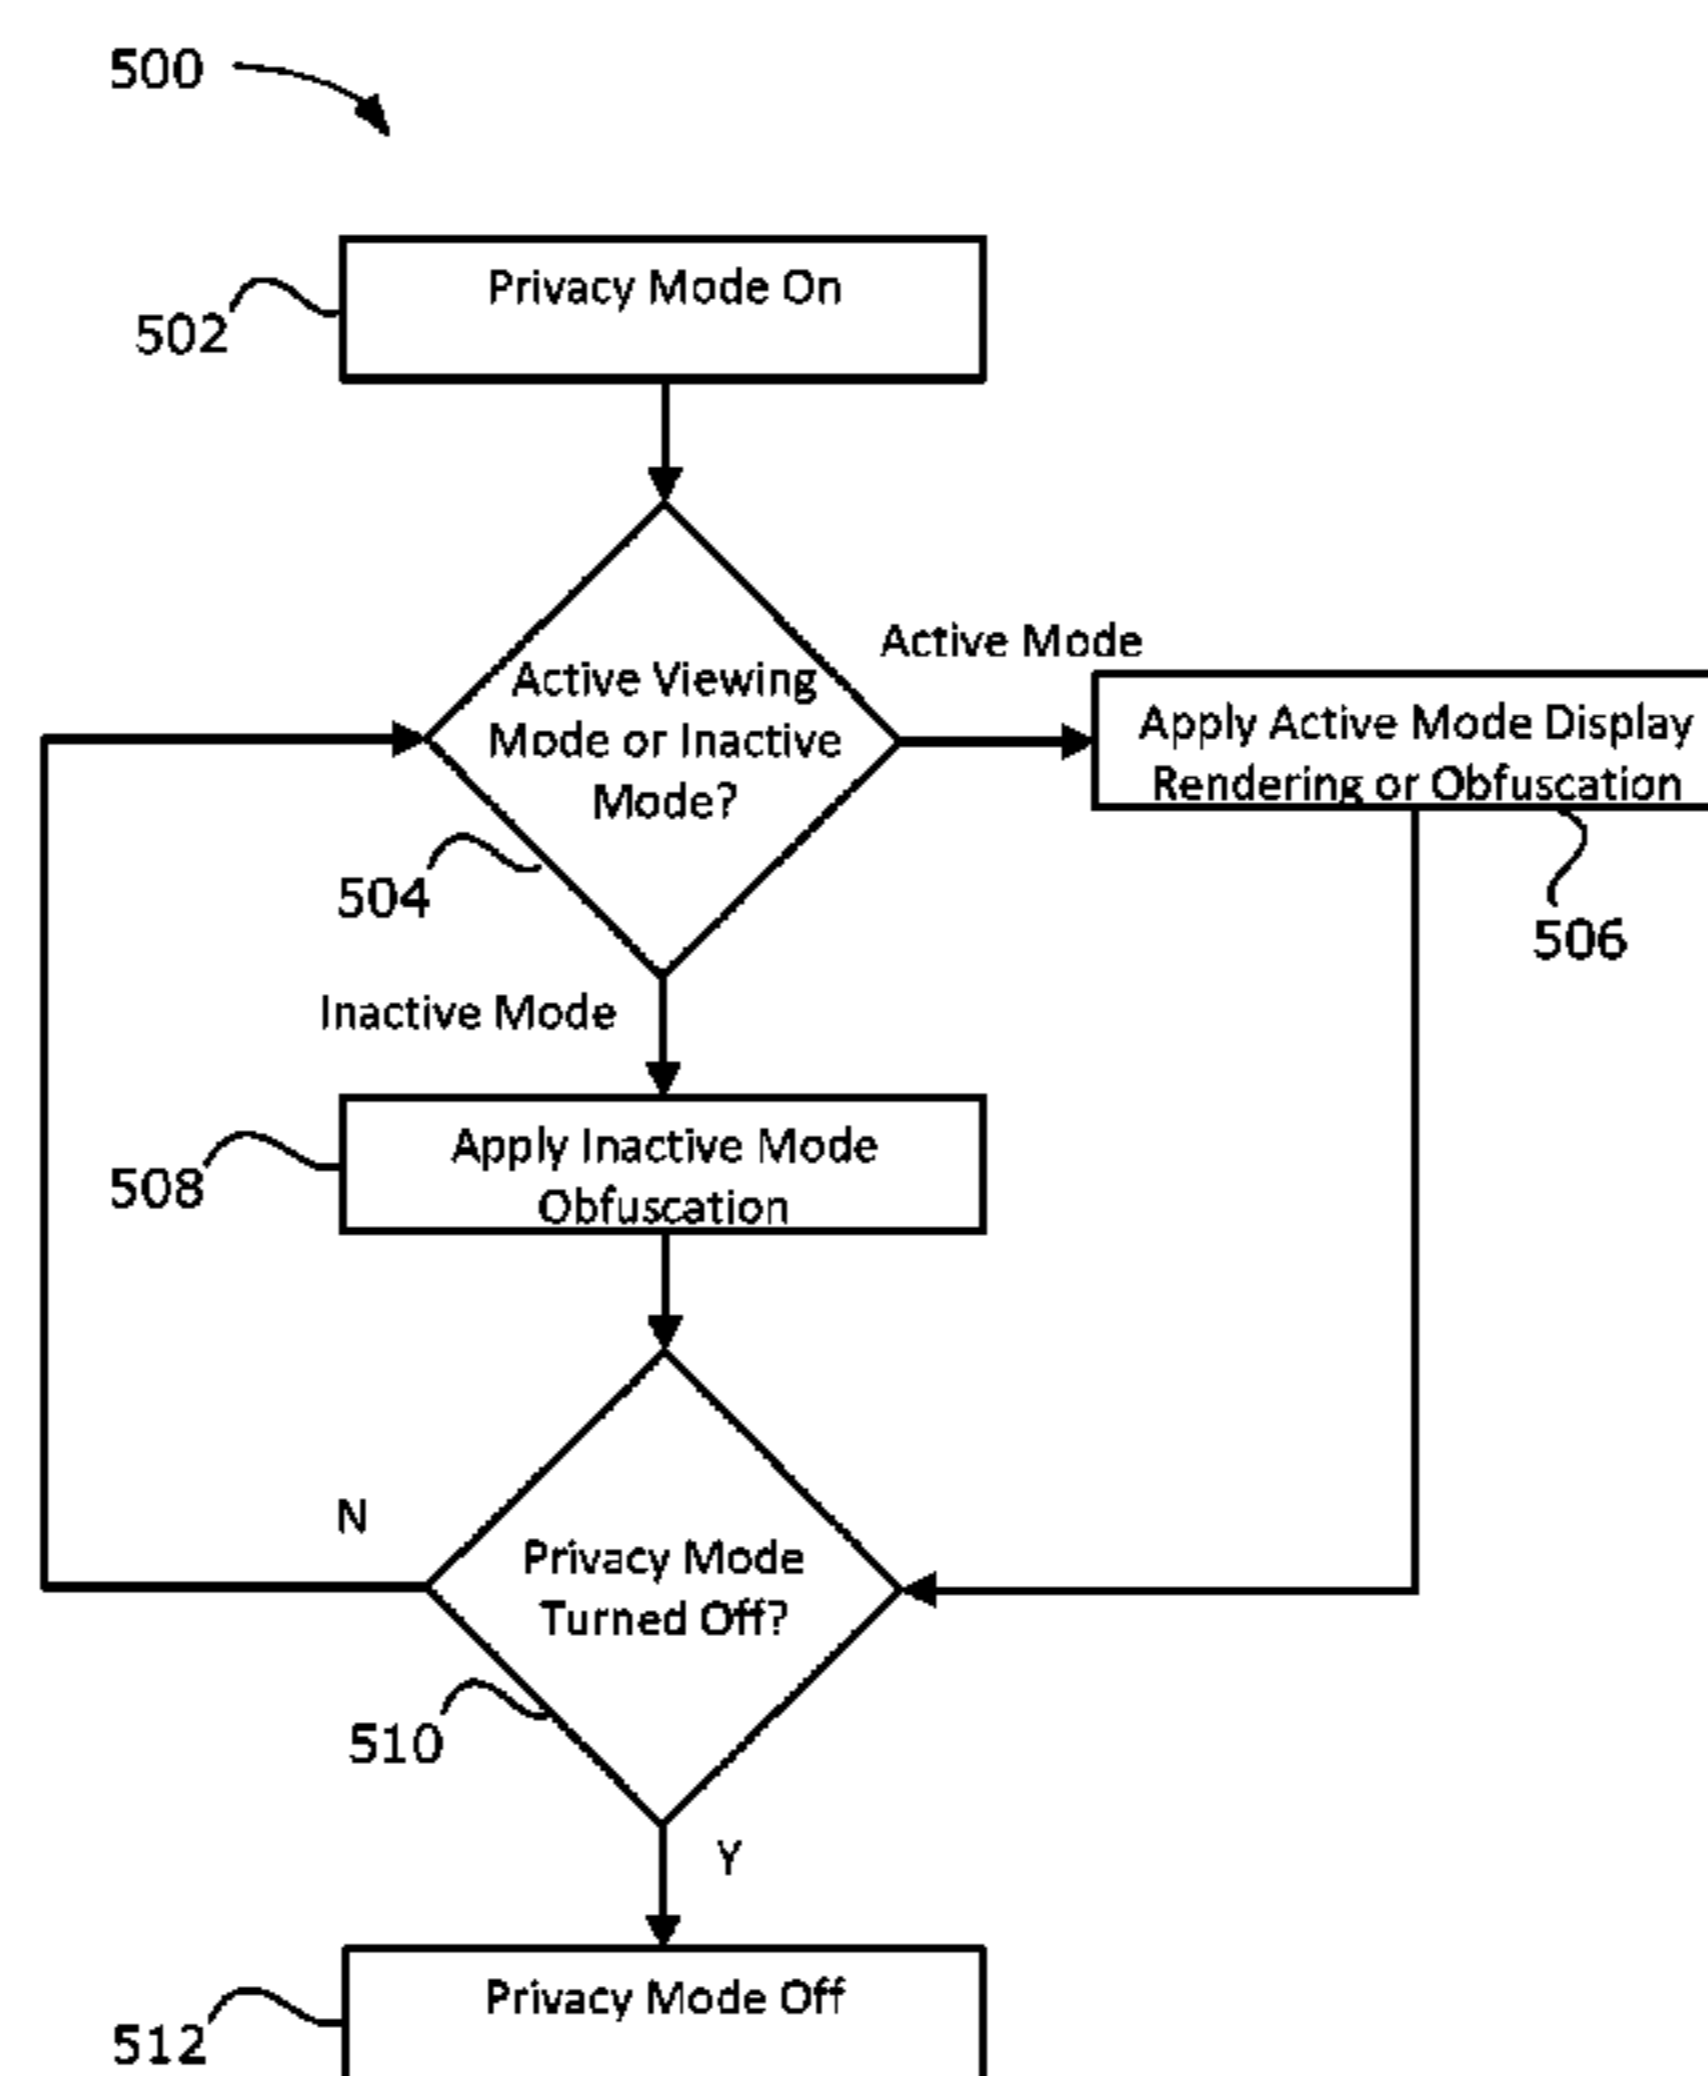 500
Privacy Mode On
502
Active Mode
Active Viewing
Mode or Inactive
Mode?
Apply Active Mode Display
Rendering or Obfuscation
504
506
Inactive Mode
Apply Inactive Mode
Obfuscation
508
N
Privacy Mode
Turned Off?
510
Y
Privacy Mode Off
512